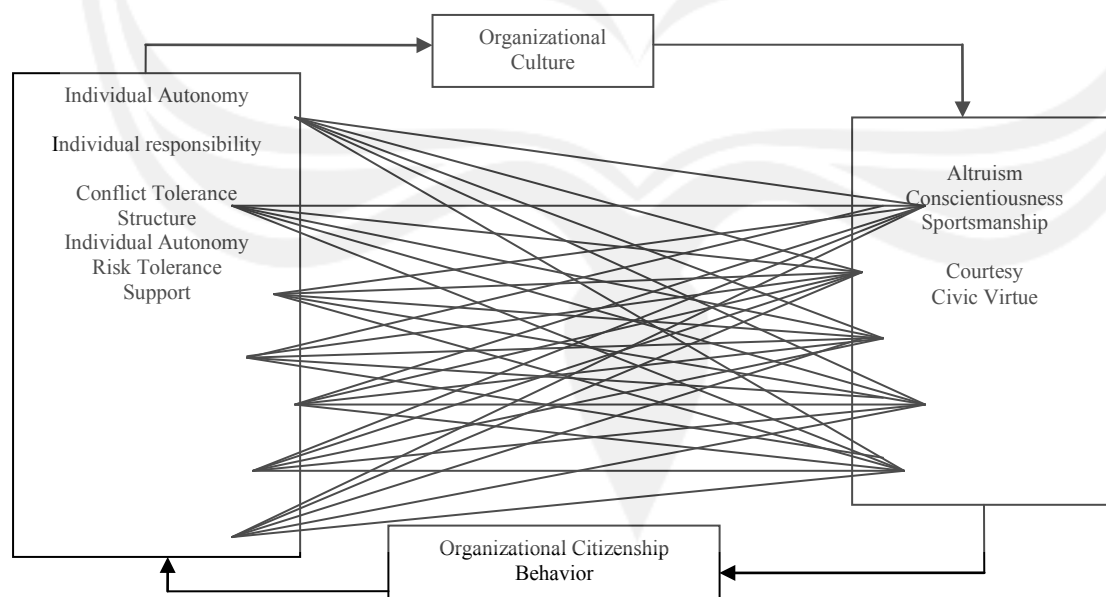 Organizational
Culture
Individual Autonomy
Individual responsibility
Conflict Tolerance
Structure
Individual Autonomy
Risk Tolerance
Support
Altruism
Conscientiousness
Sportsmanship
Courtesy
Civic Virtue
Organizational Citizenship
Behavior